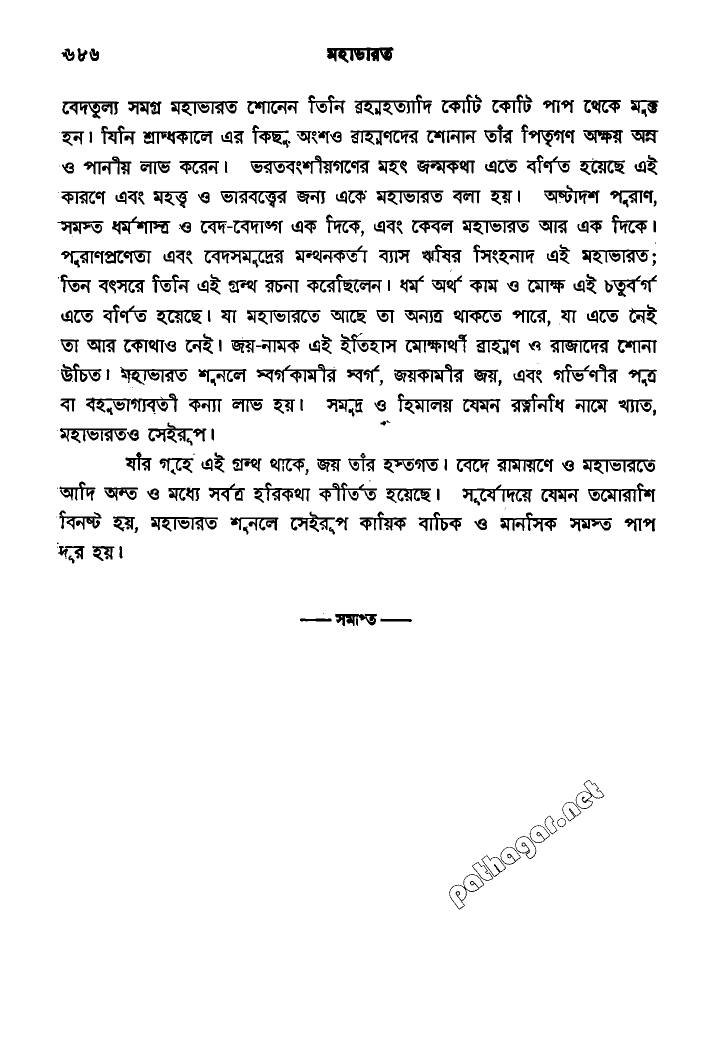 ৬৮৬ মহাভারত
বেদতুল্য সমগ্র মহাভারত শোনেন তিনি ব্রহ্মহত্যাদি কোটি কোটি পাপ থেকে মুক্ত
হন। যিনি শ্রাদ্ধকালে এর কিছু অংশও ব্রাহ্মণদের শোনান তাঁর পিতৃগণ অক্ষয় অন্ন
ও পানীয় লাভ করেন। ভরতবংশীয়গণের মহৎ জন্মকথা এতে বর্ণিত হয়েছে এই
কারণে এবং মহত্ত্ব ও ভারবত্ত্বের জন্য একে মহাভারত বলা হয়। অষ্টাদশ পুরাণ,
সমস্ত ধর্মশাস্ত্র ও বেদ-বেদাঙ্গ এক দিকে, এবং কেবল মহাভারত আর এক দিকে।
পুরাণপ্রণেতা এবং বেদসমুদ্রের মন্থনকর্তা ব্যাস ঋষির সিংহনাদ এই মহাভারত;
তিন বৎসরে তিনি এই গ্রন্থ রচনা করেছিলেন। ধর্ম অর্থ কাম ও মোক্ষ এই চতুর্বর্গ
এতে বর্ণিত হয়েছে। যা মহাভারতে আছে তা অন্যত্র থাকতে পারে, যা এতে নেই
তা আর কোথাও নেই। জয়-নামক এই ইতিহাস মোক্ষার্থী ব্রাহ্মণ ও রাজাদের শোনা
উচিত। মহাভারত শুনলে স্বর্গকামীর স্বর্গ, জয়কামীর জয়, এবং গর্ভিণীর পুত্র
বা বহুভাগ্যবতী কন্যা লাভ হয়। সমুদ্র ও হিমালয় যেমন রত্ননিধি নামে খ্যাত,
মহাভারতও সেইরূপ।
যাঁর গৃহে এই গ্রন্থ থাকে, জয় তাঁর হস্তগত। বেদে রামায়ণে ও মহাভারতে
আদি অন্ত ও মধ্যে সর্বত্র হরিকথা কীর্তিত হয়েছে। সূর্যোদয়ে যেমন তমোরাশি
বিনষ্ট হয়, মহাভারত শুনলে সেইরূপ কায়িক বাচিক ও মানসিক সমস্ত পাপ
দূর হয়।
—— সমাপ্ত ——
pathagar.net